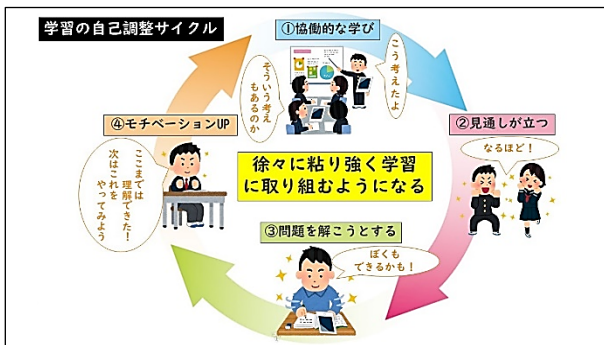 学習の自己調整サイクル
①協働的な学び
そういう考え
もあるのか
こう考えたよ
②見通しが立つ
なるほど！
④モチベーションUP
ここまでは
理解できた！
次はこれを
やってみよう
徐々に粘り強く学習
に取り組むようになる
③問題を解こうとする
ぼくも
できるかも！